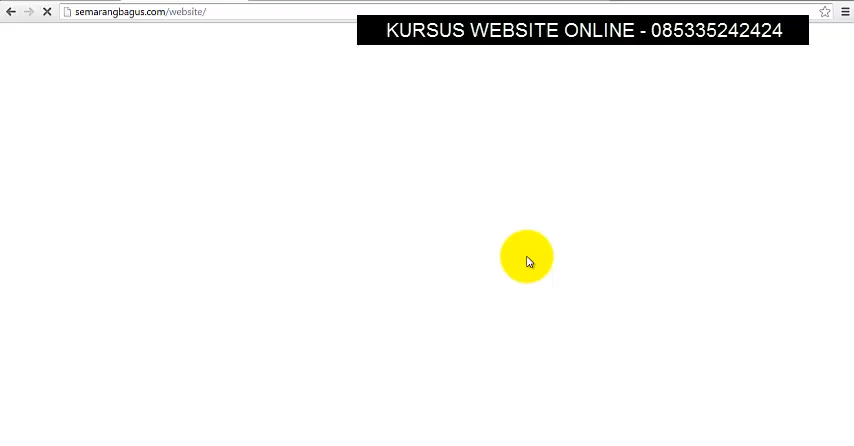 semarangbagus.com/website/
KURSUS WEBSITE ONLINE - 085335242424